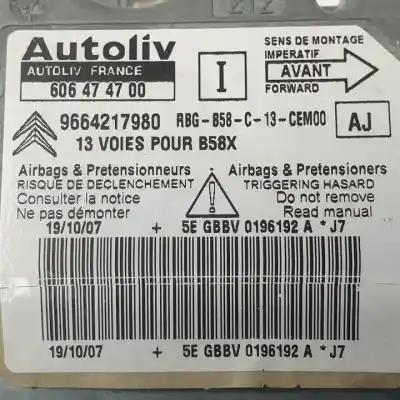 Autoliv
AUTOLIV FRANCE
606 47 47 00
I
SENS DE MONTAGE
IMPERATIF
AVANT
FORWARD
9664217980 RBG-B58-C-13-CEM00
AJ
13 VOIES POUR B58X
Airbags & Pretensionneurs
RISQUE DE DECLENCHEMENT
Consulter la notice
Ne pas démonter
!
Airbags & Pretensioners
TRIGGERING HASARD
Do not remove
Read manual
19/10/07 + 5E GBBV 0196192 A * J7
19/10/07 + 5E GBBV 0196192 A * J7